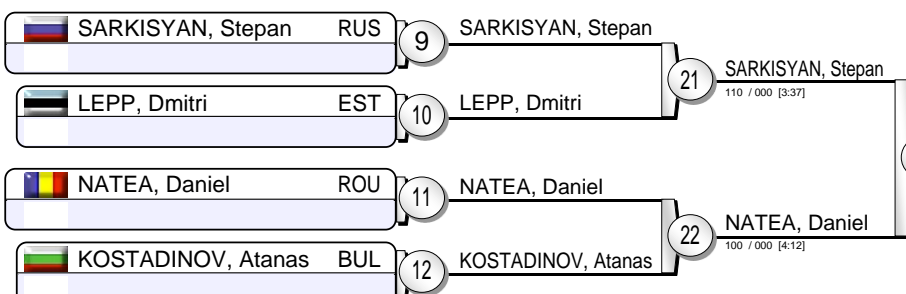 SARKISYAN, Stepan RUS
9
SARKISYAN, Stepan
21
SARKISYAN, Stepan
110 / 000 [3:37]
LEPP, Dmitri EST
10
LEPP, Dmitri
NATEA, Daniel ROU
11
NATEA, Daniel
22
NATEA, Daniel
100 / 000 [4:12]
KOSTADINOV, Atanas BUL
12
KOSTADINOV, Atanas